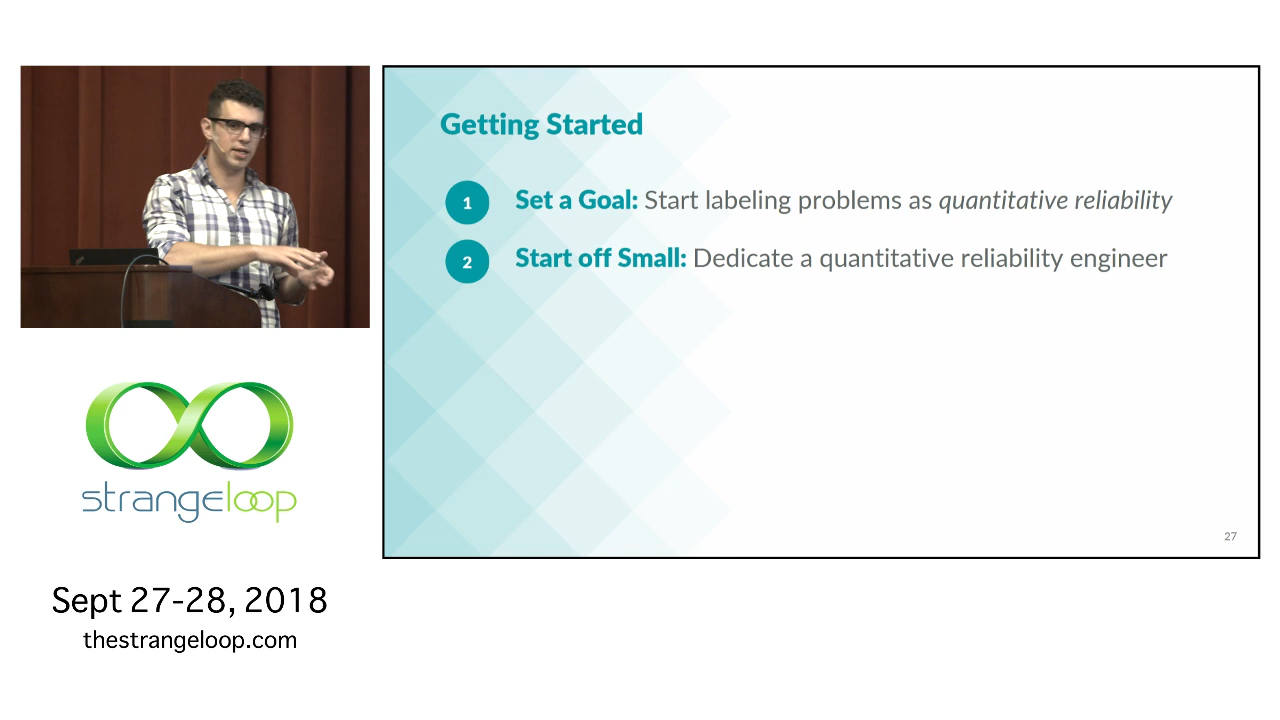 Getting Started
1 Set a Goal: Start labeling problems as quantitative reliability
2 Start off Small: Dedicate a quantitative reliability engineer
27
strangeloop
Sept 27-28, 2018
thestrangeloop.com